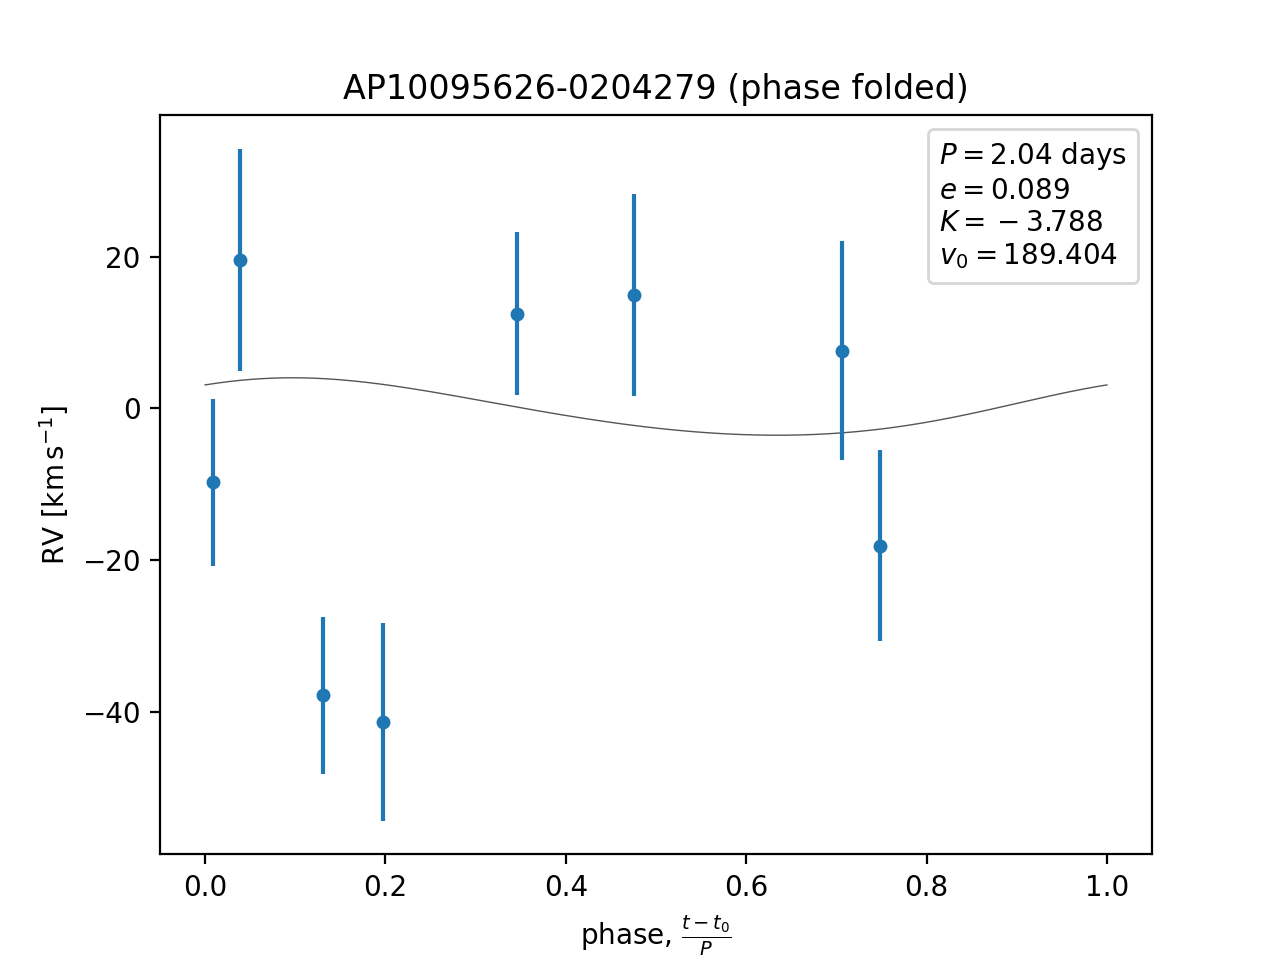 AP10095626-0204279 (phase folded)
P = 2.04 days
e = 0.089
K = −3.788
v₀ = 189.404
20
0
−20
−40
RV [km s⁻¹]
0.0 0.2 0.4 0.6 0.8 1.0
phase, (t − t₀)/P